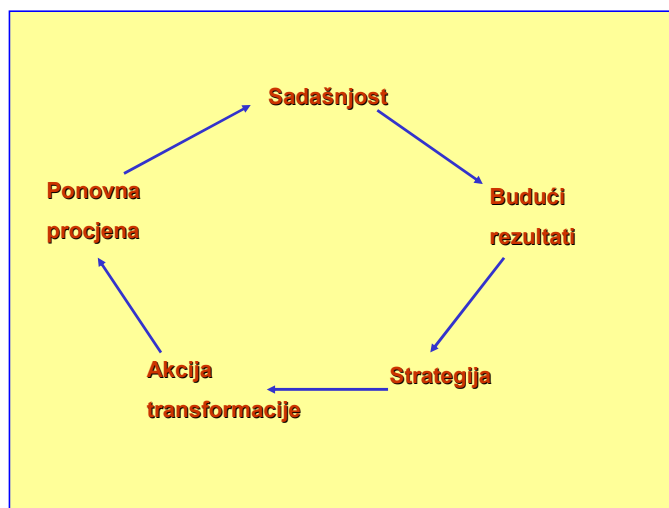 Sadašnjost
Budući
rezultati
Strategija
Akcija
transformacije
Ponovna
procjena